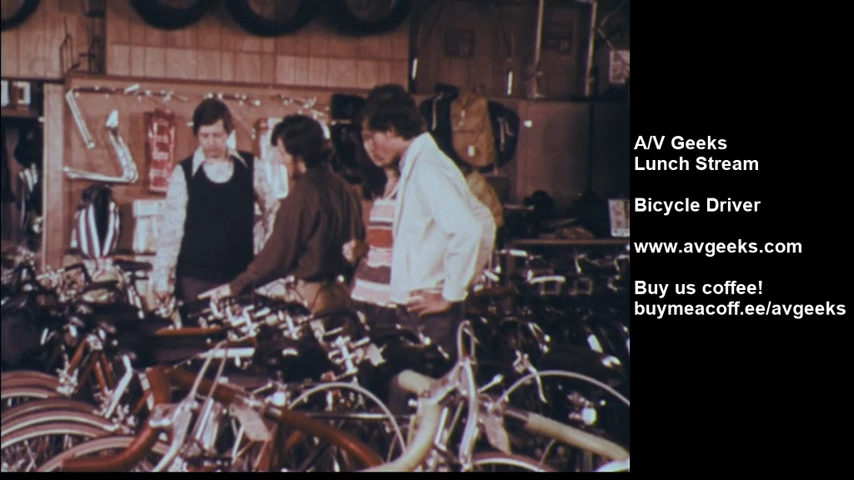 A/V Geeks
Lunch Stream
Bicycle Driver
www.avgeeks.com
Buy us coffee!
buymeacoff.ee/avgeeks